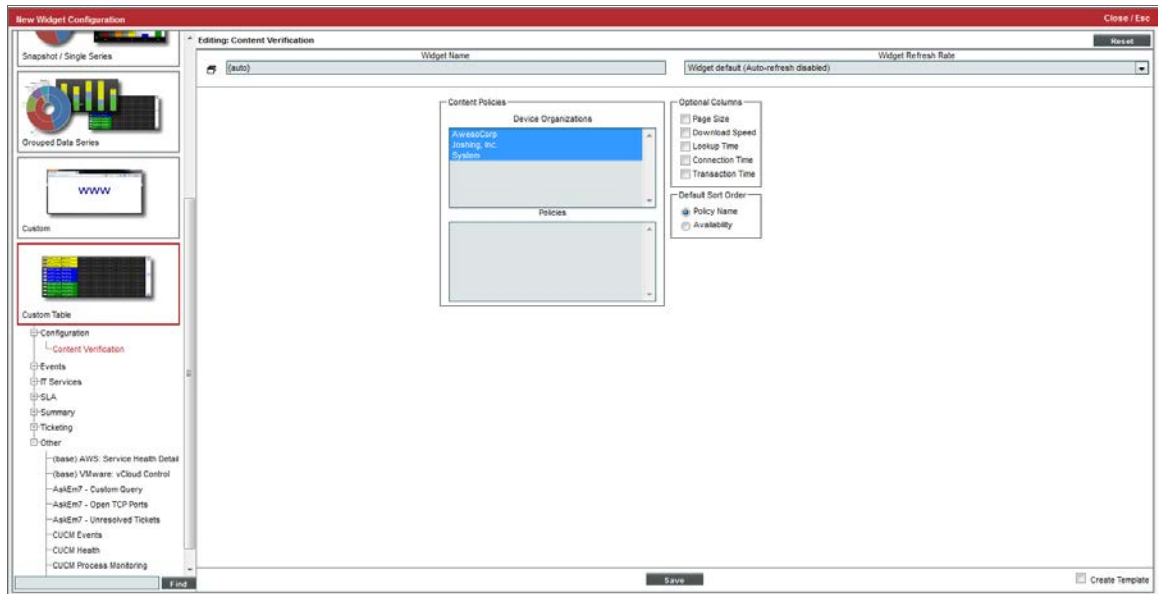 New Widget Configuration
Close / Esc
Snapshot / Single Series
Grouped Data Series
www
Custom
Custom Table
Configuration
Content Verification
Events
IT Services
SLA
Summary
Ticketing
Other
(base) AWS: Service Health Detail
(base) VMware: vCloud Control
AskEm7 - Custom Query
AskEm7 - Open TCP Ports
AskEm7 - Unresolved Tickets
CUCM Events
CUCM Health
CUCM Process Monitoring
Find
Editing: Content Verification
Reset
Widget Name
Widget Refresh Rate
(auto)
Widget default (Auto-refresh disabled)
Content Policies
Device Organizations
AwesoCorp
Joshing, Inc.
System
Policies
Optional Columns
Page Size
Download Speed
Lookup Time
Connection Time
Transaction Time
Default Sort Order
Policy Name
Availability
Save
Create Template